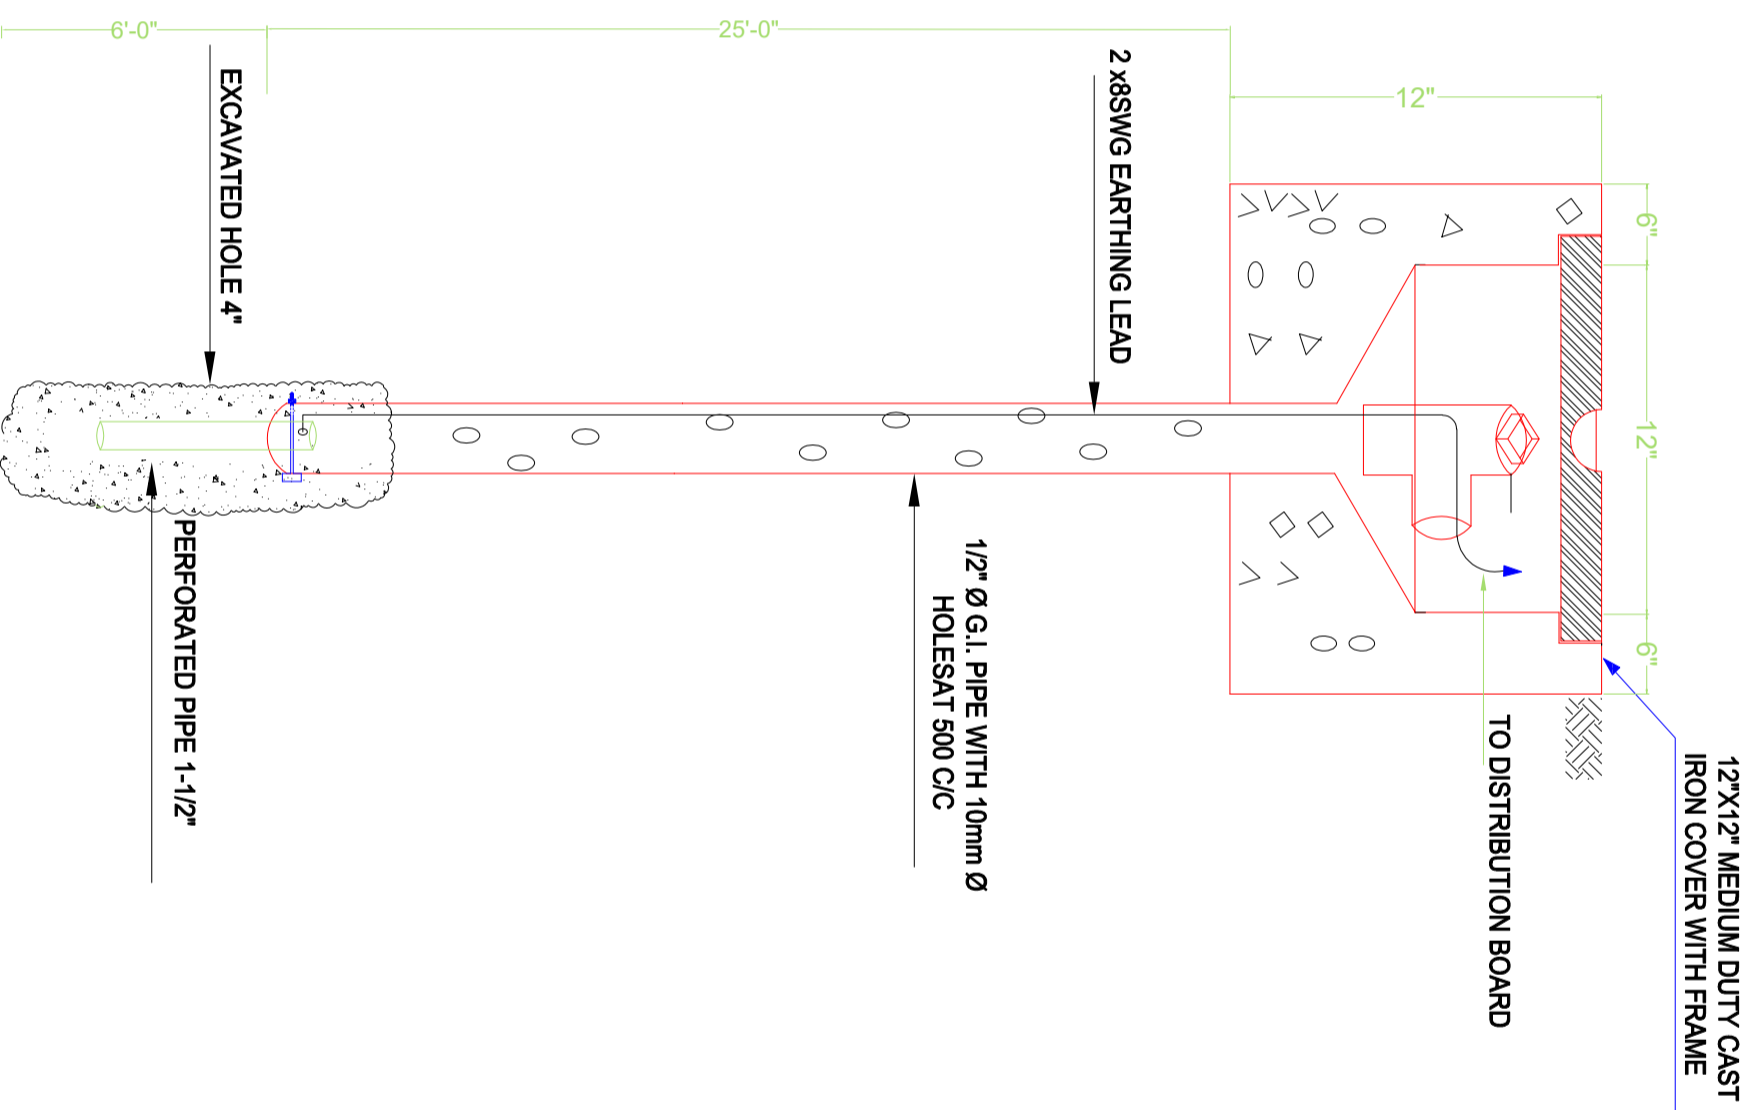 12"X12" MEDIUM DUTY CAST
IRON COVER WITH FRAME
6"
12"
6"
12"
TO DISTRIBUTION BOARD
2 x8SWG EARTHING LEAD
25'-0"
1/2" Ø G.I. PIPE WITH 10mm Ø
HOLESAT 500 C/C
EXCAVATED HOLE 4"
PERFORATED PIPE 1-1/2"
6'-0"